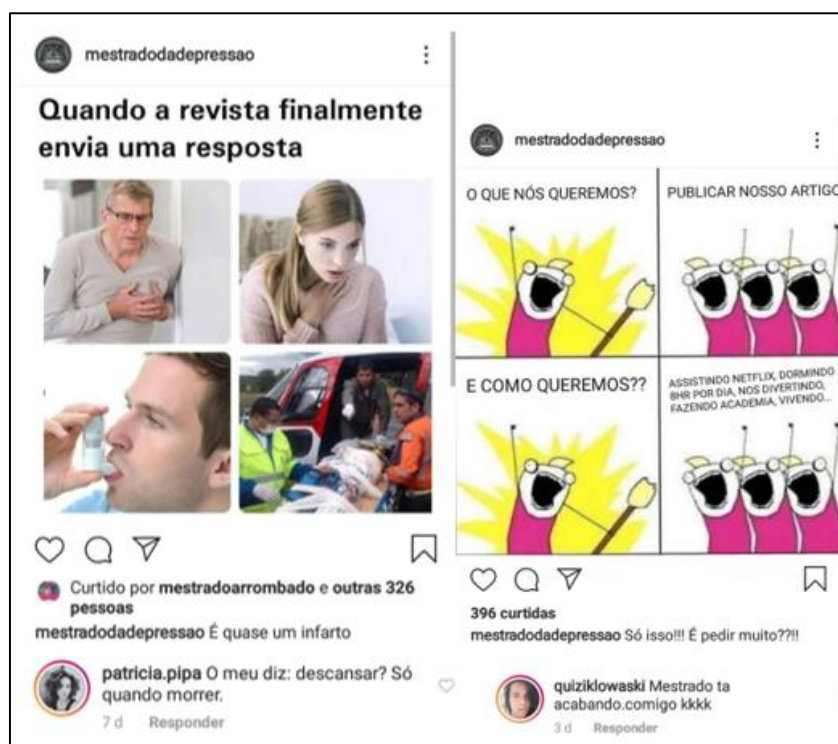 mestradodadepressao
Quando a revista finalmente
envia uma resposta
Curtido por mestradoarrombado e outras 326
pessoas
mestradodadepressao É quase um infarto
patricia.pipa O meu diz: descansar? Só
quando morrer.
7 d Responder
mestradodadepressao
O QUE NÓS QUEREMOS?
PUBLICAR NOSSO ARTIGO
E COMO QUEREMOS??
ASSISTINDO NETFLIX, DORMINDO
8HR POR DIA, NOS DIVERTINDO,
FAZENDO ACADEMIA, VIVENDO...
396 curtidas
mestradodadepressao Só isso!!! É pedir muito??!!
quiziklowaski Mestrado ta
acabando.comigo kkkk
3 d Responder